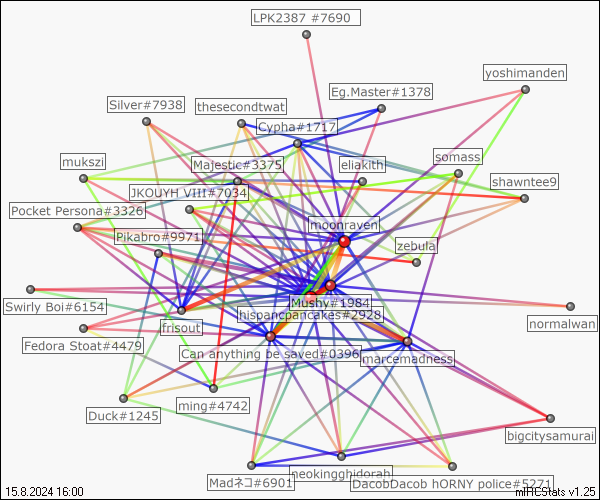 LPK2387 #7690
yoshimanden
Eg.Master#1378
Silver#7938
thesecondtwat
Cypha#1717
mukszi
Majestic#3375
eliakith
somass
shawntee9
JKOUYH_VIII#7034
Pocket Persona#3326
moonraven
Pikabro#9971
zebula
Swirly Boi#6154
Mushy#1984
hispancpancakes#2928
frisout
normalwan
Fedora Stoat#4479
Can anything be saved#0396
marcemadness
Duck#1245
ming#4742
bigcitysamurai
neokingghidorah
Madネコ#6901
DacobDacob hORNY police#5271
15.8.2024 16:00
mIRCStats v1.25